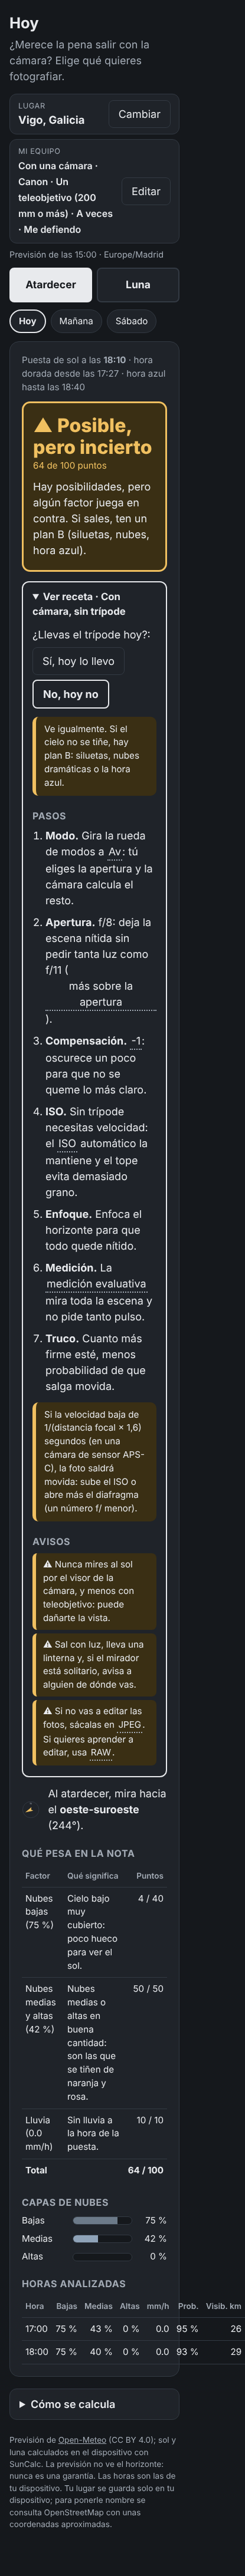 Hoy
¿Merece la pena salir con la
cámara? Elige qué quieres
fotografiar.
LUGAR
Vigo, Galicia
Cambiar
MI EQUIPO
Con una cámara ·
Canon · Un
teleobjetivo (200
mm o más) · A veces
· Me defiendo
Editar
Previsión de las 15:00 · Europe/Madrid
Atardecer
Luna
Hoy
Mañana
Sábado
Puesta de sol a las 18:10 · hora
dorada desde las 17:27 · hora azul
hasta las 18:40
▲ Posible,
pero incierto
64 de 100 puntos
Hay posibilidades, pero
algún factor juega en
contra. Si sales, ten un
plan B (siluetas, nubes,
hora azul).
▼ Ver receta · Con
cámara, sin trípode
¿Llevas el trípode hoy?:
Sí, hoy lo llevo
No, hoy no
Ve igualmente. Si el
cielo no se tiñe, hay
plan B: siluetas, nubes
dramáticas o la hora
azul.
PASOS
1. Modo. Gira la rueda
de modos a Av: tú
eliges la apertura y la
cámara calcula el
resto.
2. Apertura. f/8: deja la
escena nítida sin
pedir tanta luz como
f/11 (
más sobre la
apertura
).
3. Compensación. -1:
oscurece un poco
para que no se
queme lo más claro.
4. ISO. Sin trípode
necesitas velocidad:
el ISO automático la
mantiene y el tope
evita demasiado
grano.
5. Enfoque. Enfoca el
horizonte para que
todo quede nítido.
6. Medición. La
medición evaluativa
mira toda la escena y
no pide tanto pulso.
7. Truco. Cuanto más
firme esté, menos
probabilidad de que
salga movida.
Si la velocidad baja de
1/(distancia focal × 1,6)
segundos (en una
cámara de sensor APS-
C), la foto saldrá
movida: sube el ISO o
abre más el diafragma
(un número f/ menor).
AVISOS
⚠ Nunca mires al sol
por el visor de la
cámara, y menos con
teleobjetivo: puede
dañarte la vista.
⚠ Sal con luz, lleva una
linterna y, si el mirador
está solitario, avisa a
alguien de dónde vas.
⚠ Si no vas a editar las
fotos, sácalas en JPEG.
Si quieres aprender a
editar, usa RAW.
Al atardecer, mira hacia
el oeste-suroeste
(244°).
QUÉ PESA EN LA NOTA
Factor Qué significa Puntos
Nubes bajas (75 %) Cielo bajo muy cubierto: poco hueco para ver el sol. 4 / 40
Nubes medias y altas (42 %) Nubes medias o altas en buena cantidad: son las que se tiñen de naranja y rosa. 50 / 50
Lluvia (0.0 mm/h) Sin lluvia a la hora de la puesta. 10 / 10
Total 64 / 100
CAPAS DE NUBES
Bajas 75 %
Medias 42 %
Altas 0 %
HORAS ANALIZADAS
Hora Bajas Medias Altas mm/h Prob. Visib. km
17:00 75 % 43 % 0 % 0.0 95 % 26
18:00 75 % 40 % 0 % 0.0 93 % 29
▶ Cómo se calcula
Previsión de Open-Meteo (CC BY 4.0); sol y
luna calculados en el dispositivo con
SunCalc. La previsión no ve el horizonte:
nunca es una garantía. Las horas son las de
tu dispositivo. Tu lugar se guarda solo en tu
dispositivo; para ponerle nombre se
consulta OpenStreetMap con unas
coordenadas aproximadas.